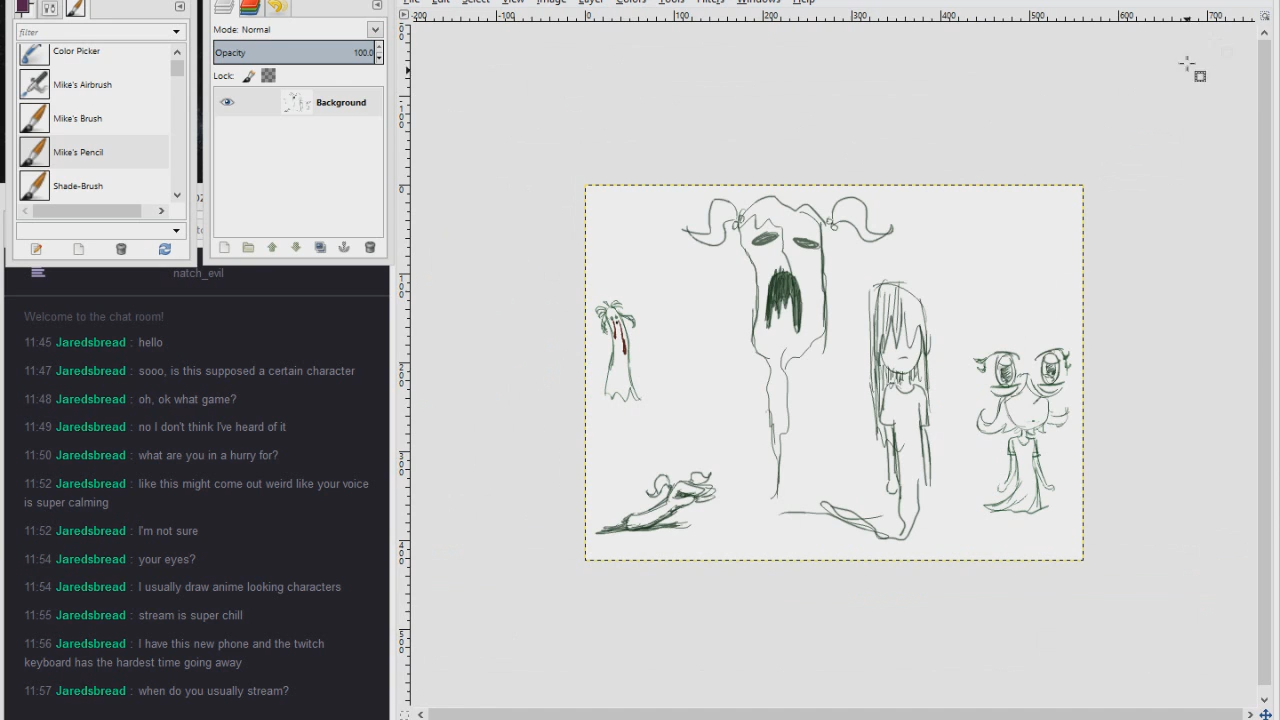 Edit Select View Image Layer Colors Tools Filters Windows Help
-200 -100 0 100 200 300 400 500 600 700
filter
Color Picker
Mike's Airbrush
Mike's Brush
Mike's Pencil
Shade-Brush
Mode: Normal
Opacity 100.0
Lock:
Background
natch_evil
Welcome to the chat room!
11:45 Jaredsbread : hello
11:47 Jaredsbread : sooo, is this supposed a certain character
11:48 Jaredsbread : oh, ok what game?
11:49 Jaredsbread : no I don't think I've heard of it
11:50 Jaredsbread : what are you in a hurry for?
11:52 Jaredsbread : like this might come out weird like your voice
is super calming
11:52 Jaredsbread : I'm not sure
11:54 Jaredsbread : your eyes?
11:54 Jaredsbread : I usually draw anime looking characters
11:55 Jaredsbread : stream is super chill
11:56 Jaredsbread : I have this new phone and the twitch
keyboard has the hardest time going away
11:57 Jaredsbread : when do you usually stream?